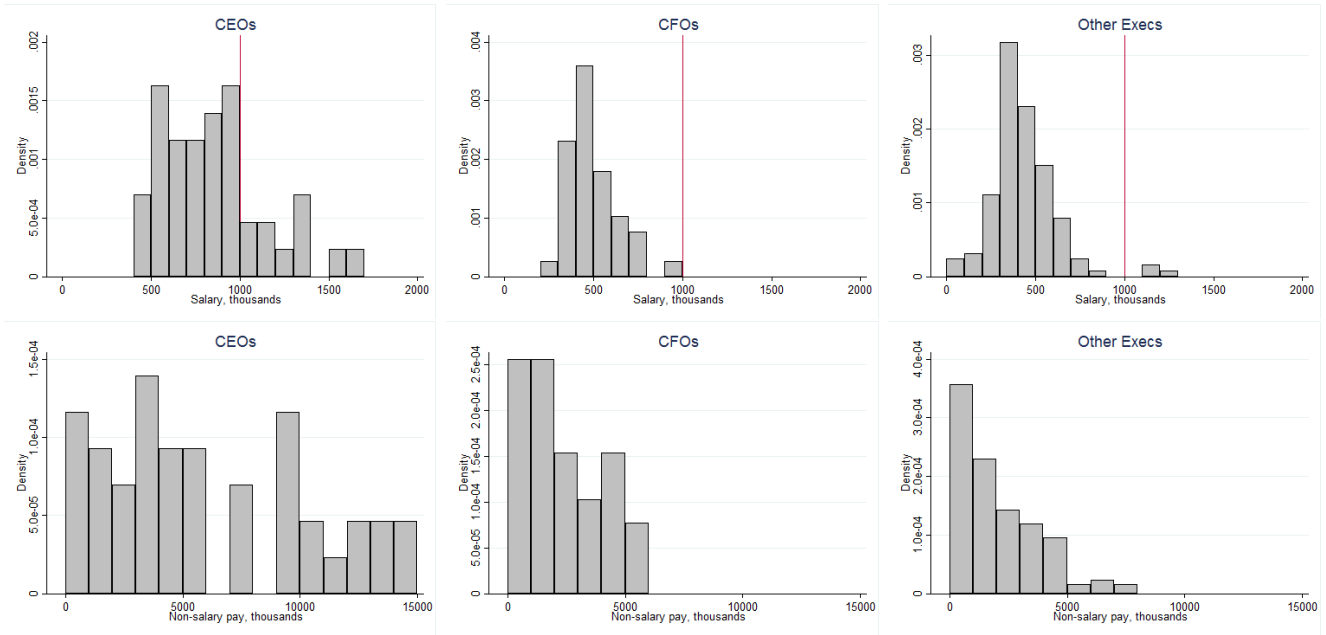 CEOs
Density
.002
.0015
.001
5.0e-04
0
0 500 1000 1500 2000
Salary, thousands
CFOs
Density
.004
.003
.002
.001
0
0 500 1000 1500 2000
Salary, thousands
Other Execs
Density
.003
.002
.001
0
0 500 1000 1500 2000
Salary, thousands
CEOs
Density
1.5e-04
1.0e-04
5.0e-05
0
0 5000 10000 15000
Non-salary pay, thousands
CFOs
Density
2.5e-04
2.0e-04
1.5e-04
1.0e-04
5.0e-05
0
0 5000 10000 15000
Non-salary pay, thousands
Other Execs
Density
4.0e-04
3.0e-04
2.0e-04
1.0e-04
0
0 5000 10000 15000
Non-salary pay, thousands